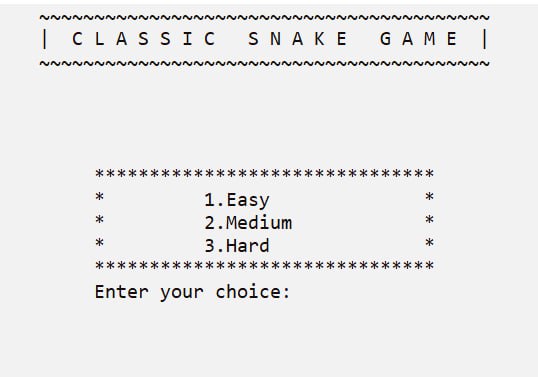 ~~~~~~~~~~~~~~~~~~~~~~~~~~~~~~~~~~~~~~~~~
| C L A S S I C  S N A K E  G A M E |
~~~~~~~~~~~~~~~~~~~~~~~~~~~~~~~~~~~~~~~~~
*******************************
* 1.Easy *
* 2.Medium *
* 3.Hard *
*******************************
Enter your choice: